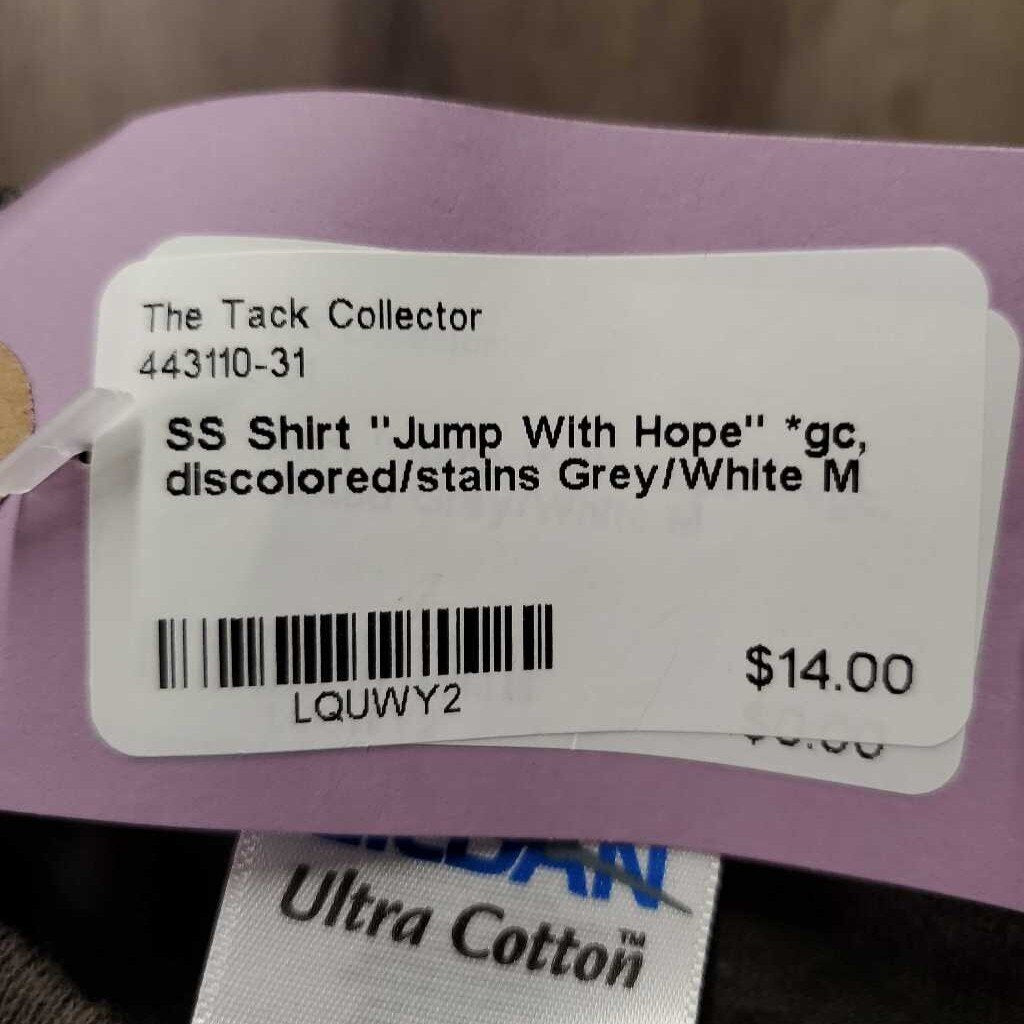 The Tack Collector
443110-31
SS Shirt "Jump With Hope" *gc,
discolored/stains Grey/White M
LQUWY2
$14.00
Ultra Cotton™